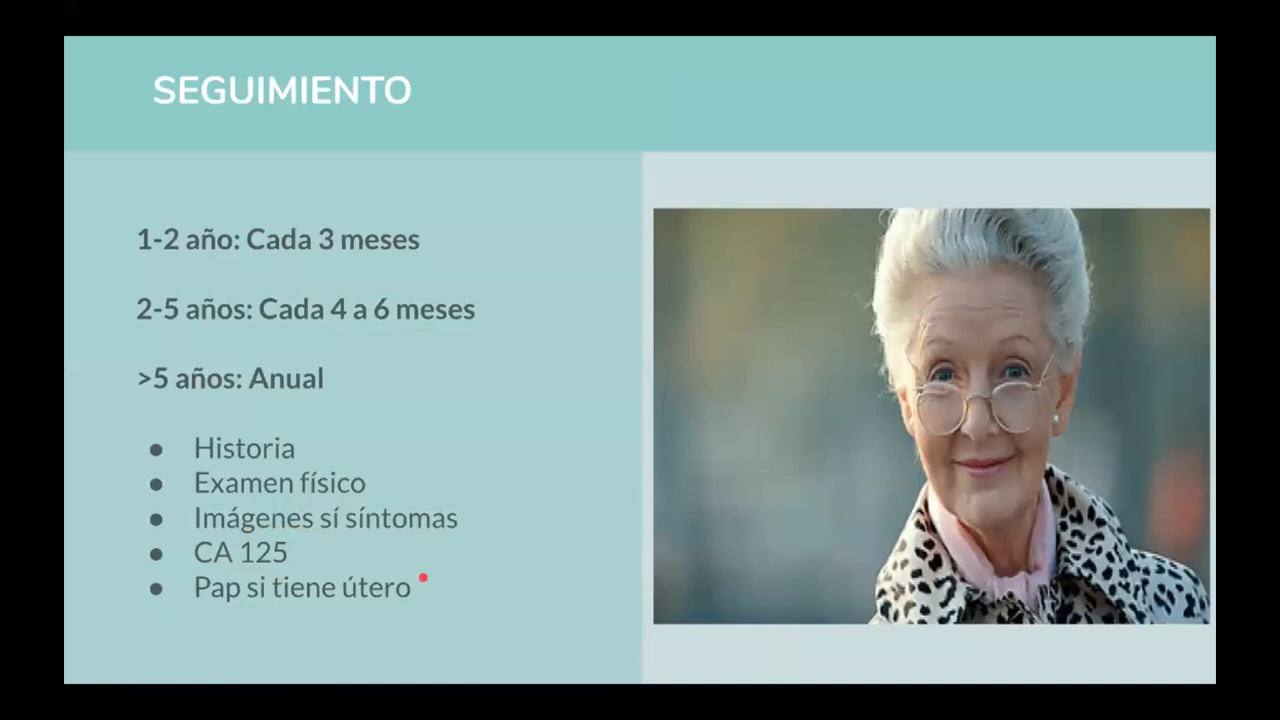 SEGUIMIENTO
1-2 año: Cada 3 meses
2-5 años: Cada 4 a 6 meses
>5 años: Anual
● Historia
● Examen físico
● Imágenes sí síntomas
● CA 125
● Pap si tiene útero